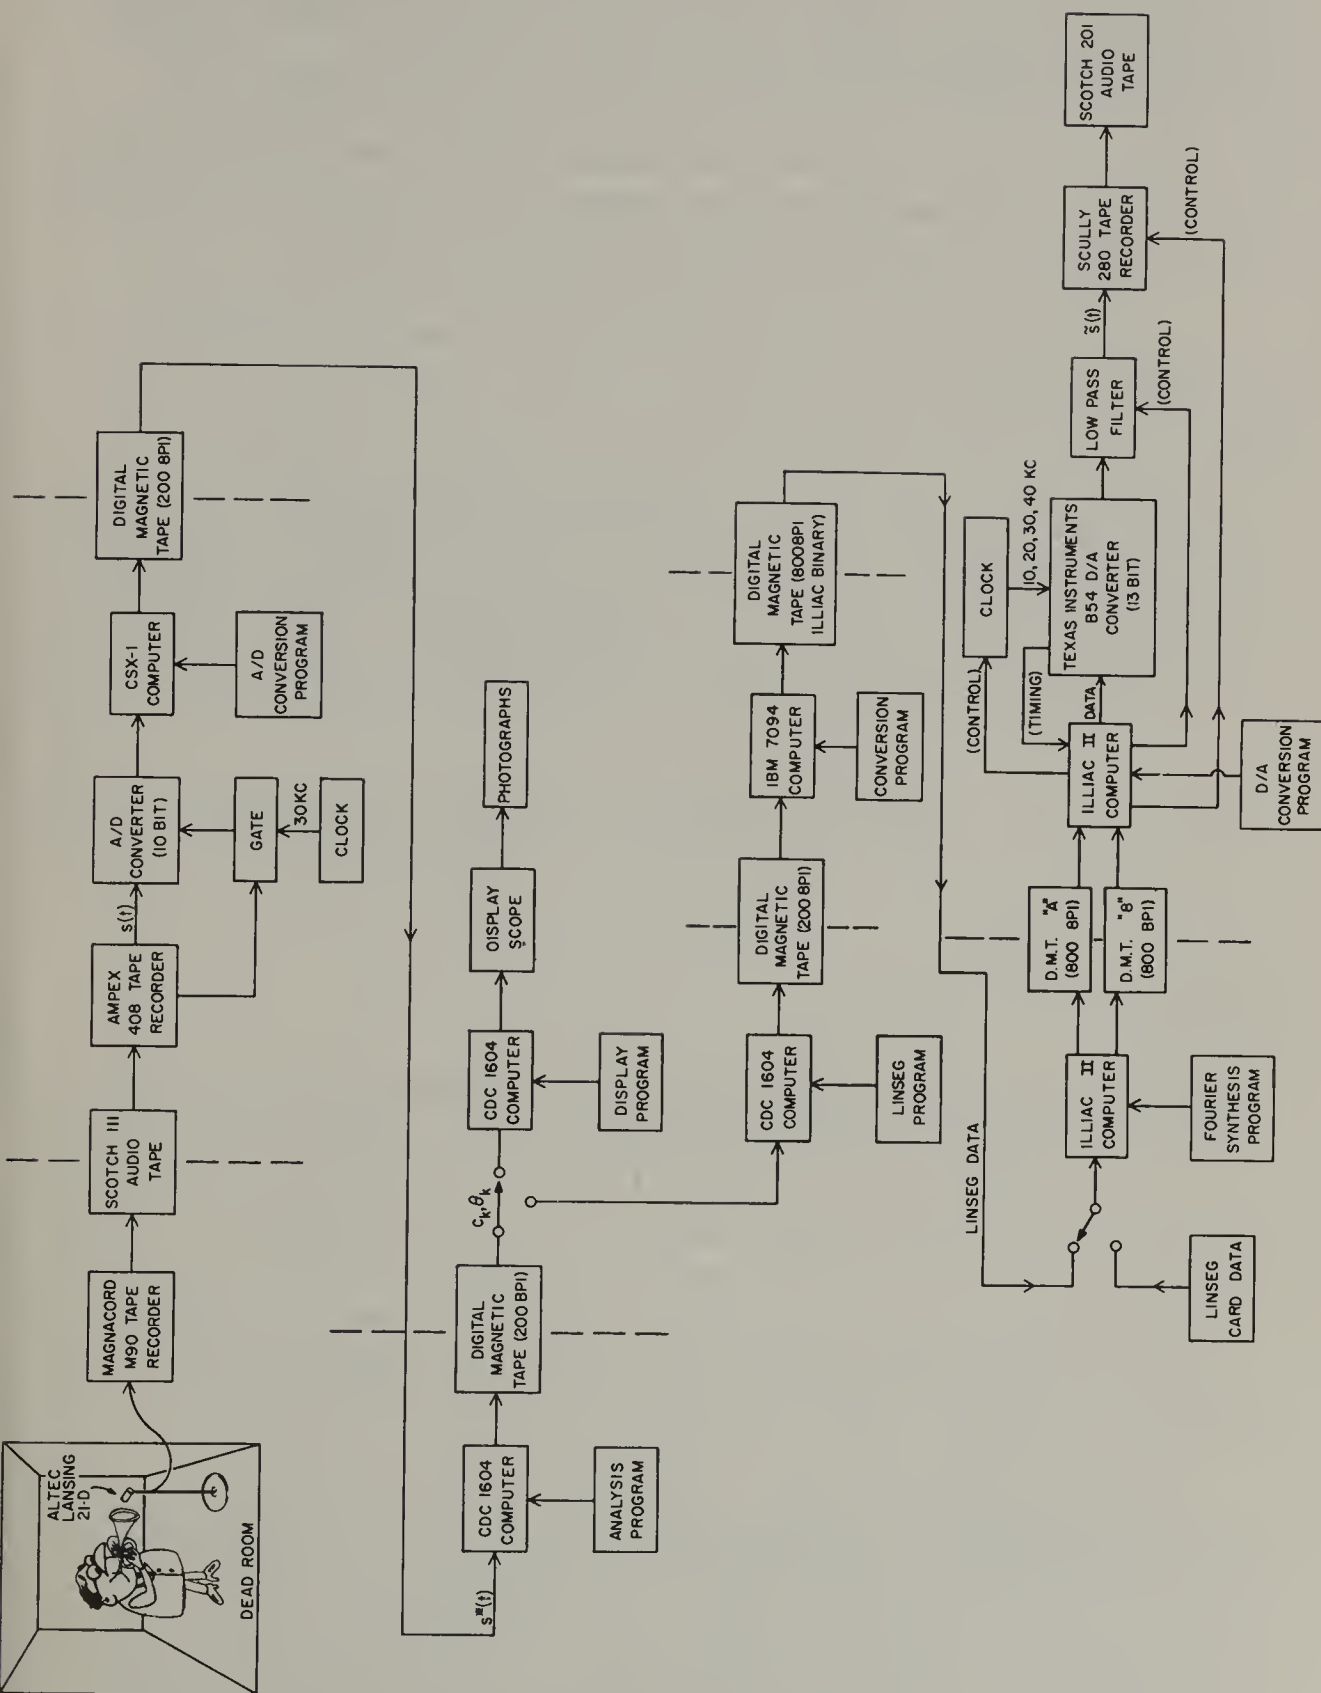 ALTEC
LANSING
21-D
DEAD ROOM
MAGNACORD
M90 TAPE
RECORDER
SCOTCH III
AUDIO
TAPE
AMPEX
408 TAPE
RECORDER
s(t)
A/D
CONVERTER
(10 BIT)
GATE
30KC
CLOCK
CSX-1
COMPUTER
A/D
CONVERSION
PROGRAM
DIGITAL
MAGNETIC
TAPE (200 BPI)
s*(t)
CDC 1604
COMPUTER
ANALYSIS
PROGRAM
DIGITAL
MAGNETIC
TAPE (200 BPI)
cₖ,θₖ
CDC 1604
COMPUTER
DISPLAY
PROGRAM
DISPLAY
SCOPE
PHOTOGRAPHS
CDC 1604
COMPUTER
LINSEG
PROGRAM
DIGITAL
MAGNETIC
TAPE (200 BPI)
IBM 7094
COMPUTER
CONVERSION
PROGRAM
DIGITAL
MAGNETIC
TAPE (800BPI
ILLIAC BINARY)
LINSEG DATA
LINSEG
CARD DATA
ILLIAC II
COMPUTER
FOURIER
SYNTHESIS
PROGRAM
D.M.T. "A"
(800 BPI)
D.M.T. "B"
(800 BPI)
ILLIAC II
COMPUTER
D/A
CONVERSION
PROGRAM
(CONTROL)
(TIMING)
DATA
CLOCK
10, 20, 30, 40 KC
TEXAS INSTRUMENTS
854 D/A
CONVERTER
(13 BIT)
LOW PASS
FILTER
(CONTROL)
s̃(t)
SCULLY
280 TAPE
RECORDER
(CONTROL)
SCOTCH 201
AUDIO
TAPE